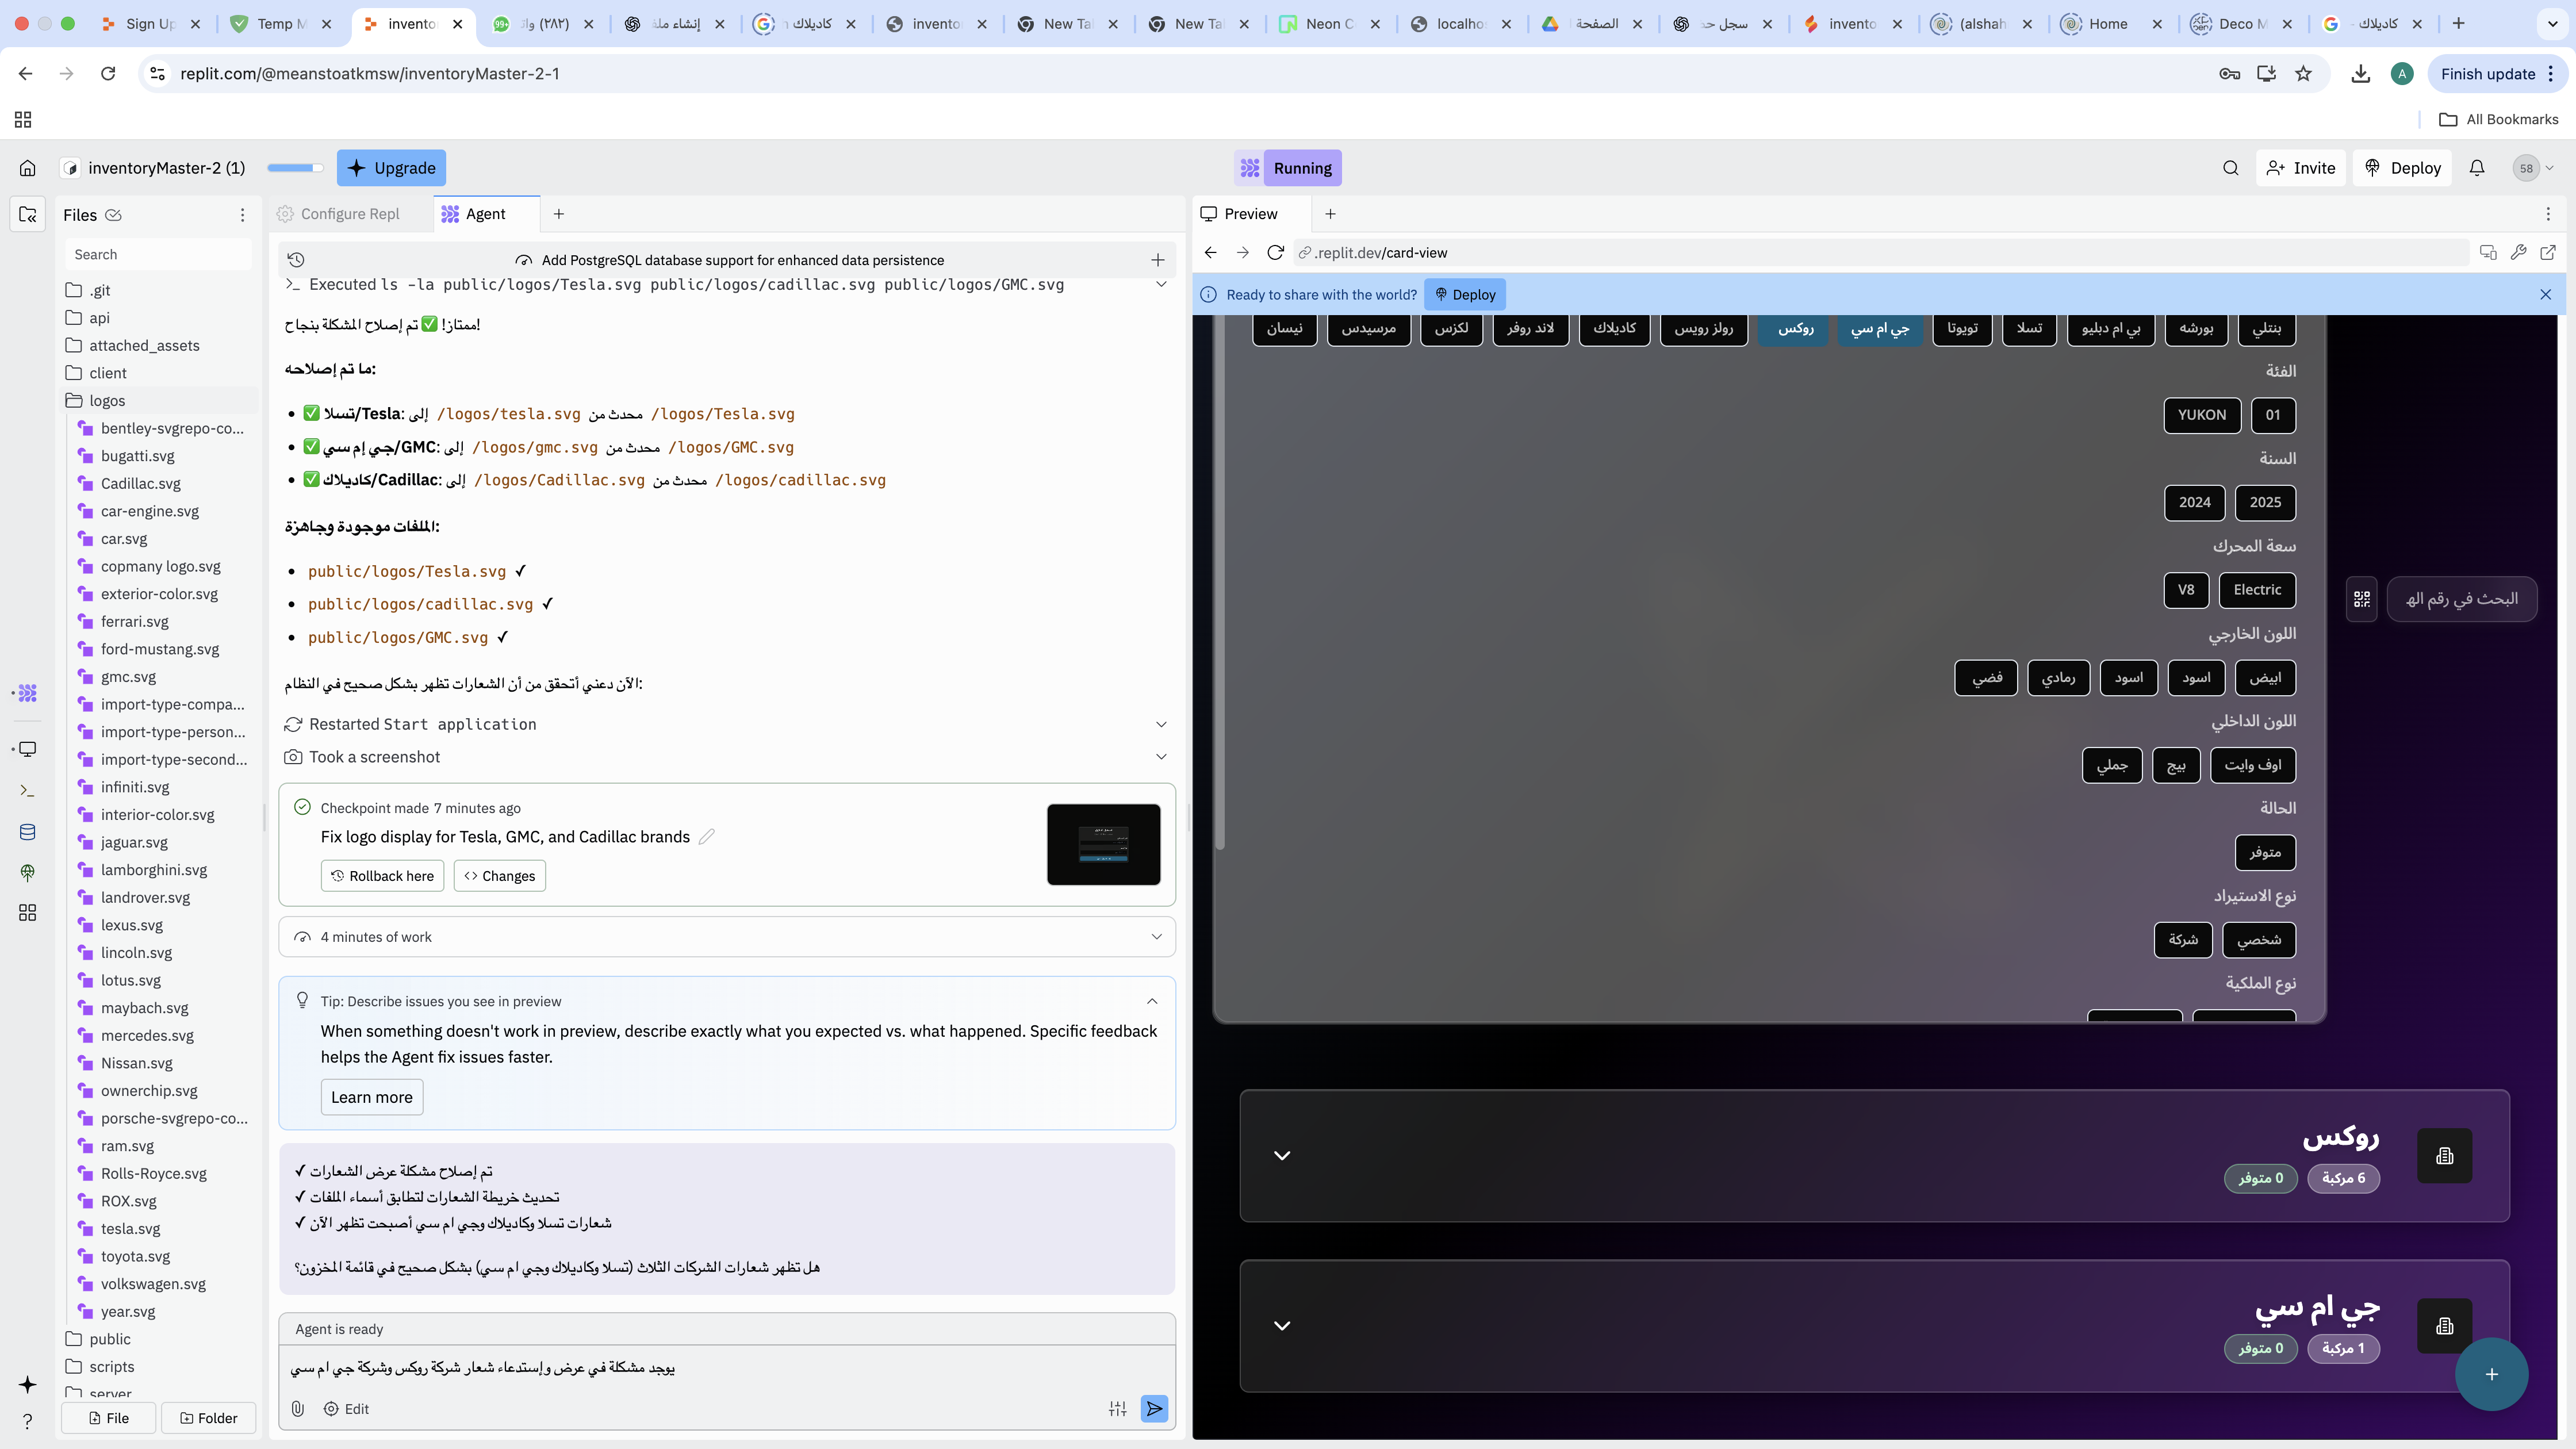 Sign Up
Temp M
invento
(٢٨٢) وات
إنشاء ملف
كاديلاك
invento
New Ta
New Ta
Neon C
localho
الصفحة
سجل حد
invento
(alshah
Home
Deco M
كاديلاك -
replit.com/@meanstoatkmsw/inventoryMaster-2-1
A
Finish update
All Bookmarks
inventoryMaster-2 (1)
Upgrade
Running
Invite
Deploy
58
Files
Search
.git
api
attached_assets
client
logos
bentley-svgrepo-co...
bugatti.svg
Cadillac.svg
car-engine.svg
car.svg
copmany logo.svg
exterior-color.svg
ferrari.svg
ford-mustang.svg
gmc.svg
import-type-compa...
import-type-person...
import-type-second...
infiniti.svg
interior-color.svg
jaguar.svg
lamborghini.svg
landrover.svg
lexus.svg
lincoln.svg
lotus.svg
maybach.svg
mercedes.svg
Nissan.svg
ownerchip.svg
porsche-svgrepo-co...
ram.svg
Rolls-Royce.svg
ROX.svg
tesla.svg
toyota.svg
volkswagen.svg
year.svg
public
scripts
server
File
Folder
Configure Repl
Agent
Add PostgreSQL database support for enhanced data persistence
Executed ls -la public/logos/Tesla.svg public/logos/cadillac.svg public/logos/GMC.svg
ممتاز! ✅ تم إصلاح المشكلة بنجاح!
ما تم إصلاحه:
• ✅ تسلا/Tesla: إلى /logos/tesla.svg محدث من /logos/Tesla.svg
• ✅ جي إم سي/GMC: إلى /logos/gmc.svg محدث من /logos/GMC.svg
• ✅ كاديلاك/Cadillac: إلى /logos/Cadillac.svg محدث من /logos/cadillac.svg
الملفات موجودة وجاهزة:
• public/logos/Tesla.svg ✓
• public/logos/cadillac.svg ✓
• public/logos/GMC.svg ✓
الآن دعني أتحقق من أن الشعارات تظهر بشكل صحيح في النظام:
Restarted Start application
Took a screenshot
Checkpoint made 7 minutes ago
Fix logo display for Tesla, GMC, and Cadillac brands
Rollback here
Changes
4 minutes of work
Tip: Describe issues you see in preview
When something doesn't work in preview, describe exactly what you expected vs. what happened. Specific feedback
helps the Agent fix issues faster.
Learn more
✓ تم إصلاح مشكلة عرض الشعارات
✓ تحديث خريطة الشعارات لتطابق أسماء الملفات
✓ شعارات تسلا وكاديلاك وجي ام سي أصبحت تظهر الآن
هل تظهر شعارات الشركات الثلاث (تسلا وكاديلاك وجي ام سي) بشكل صحيح في قائمة المخزون؟
Agent is ready
يوجد مشكلة في عرض وإستدعاء شعار شركة روكس وشركة جي ام سي
Edit
Preview
.replit.dev/card-view
Ready to share with the world?
Deploy
بنتلي
بورشه
بي ام دبليو
تسلا
تويوتا
جي ام سي
روكس
رولز رويس
كاديلاك
لاند روفر
لكزس
مرسيدس
نيسان
الفئة
01
YUKON
السنة
2025
2024
سعة المحرك
Electric
V8
اللون الخارجي
ابيض
اسود
اسود
رمادي
فضي
اللون الداخلي
اوف وايت
بيج
جملي
الحالة
متوفر
نوع الاستيراد
شخصي
شركة
نوع الملكية
البحث في رقم اله
روكس
6 مركبة
0 متوفر
جي ام سي
1 مركبة
0 متوفر